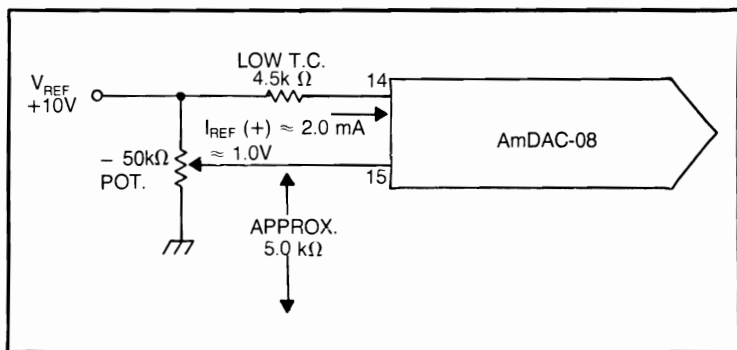 LOW T.C.
4.5k Ω
14
V_REF
+10V
I_REF (+) ≈ 2.0 mA
AmDAC-08
≈ 1.0V
– 50kΩ
POT.
15
APPROX.
5.0 kΩ